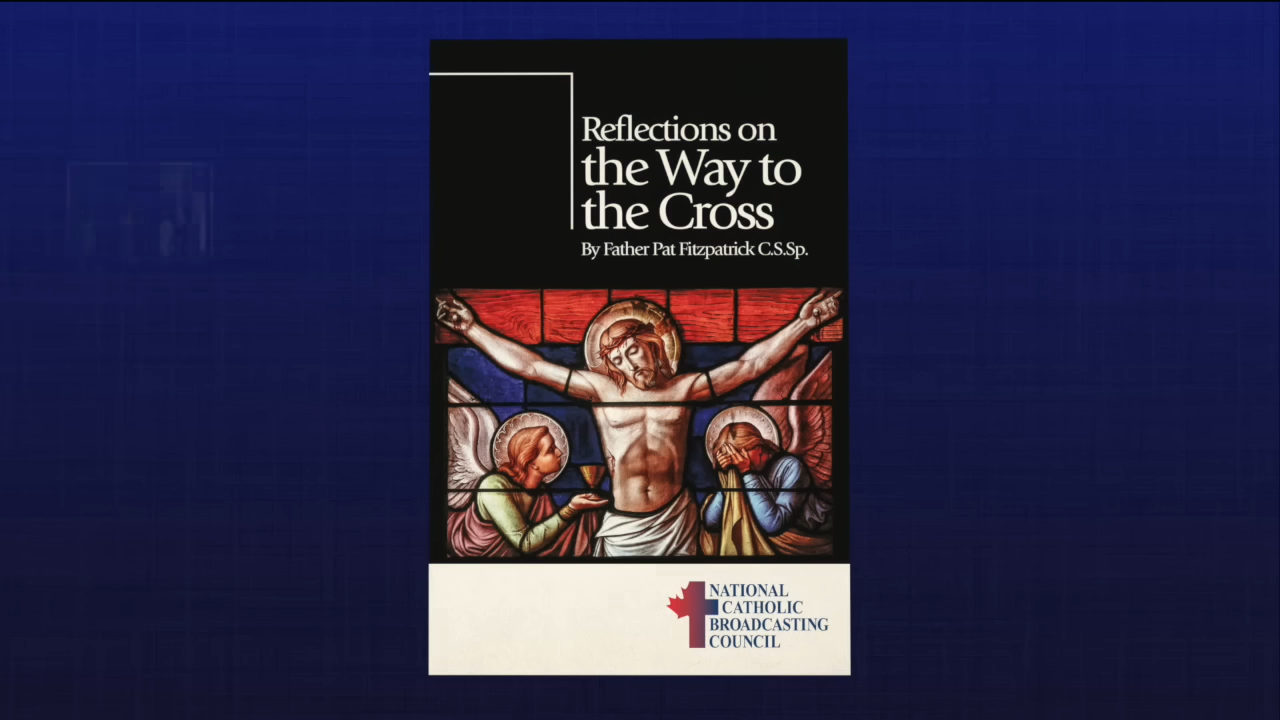 Reflections on
the Way to
the Cross
By Father Pat Fitzpatrick C.S.Sp.
NATIONAL
CATHOLIC
BROADCASTING
COUNCIL